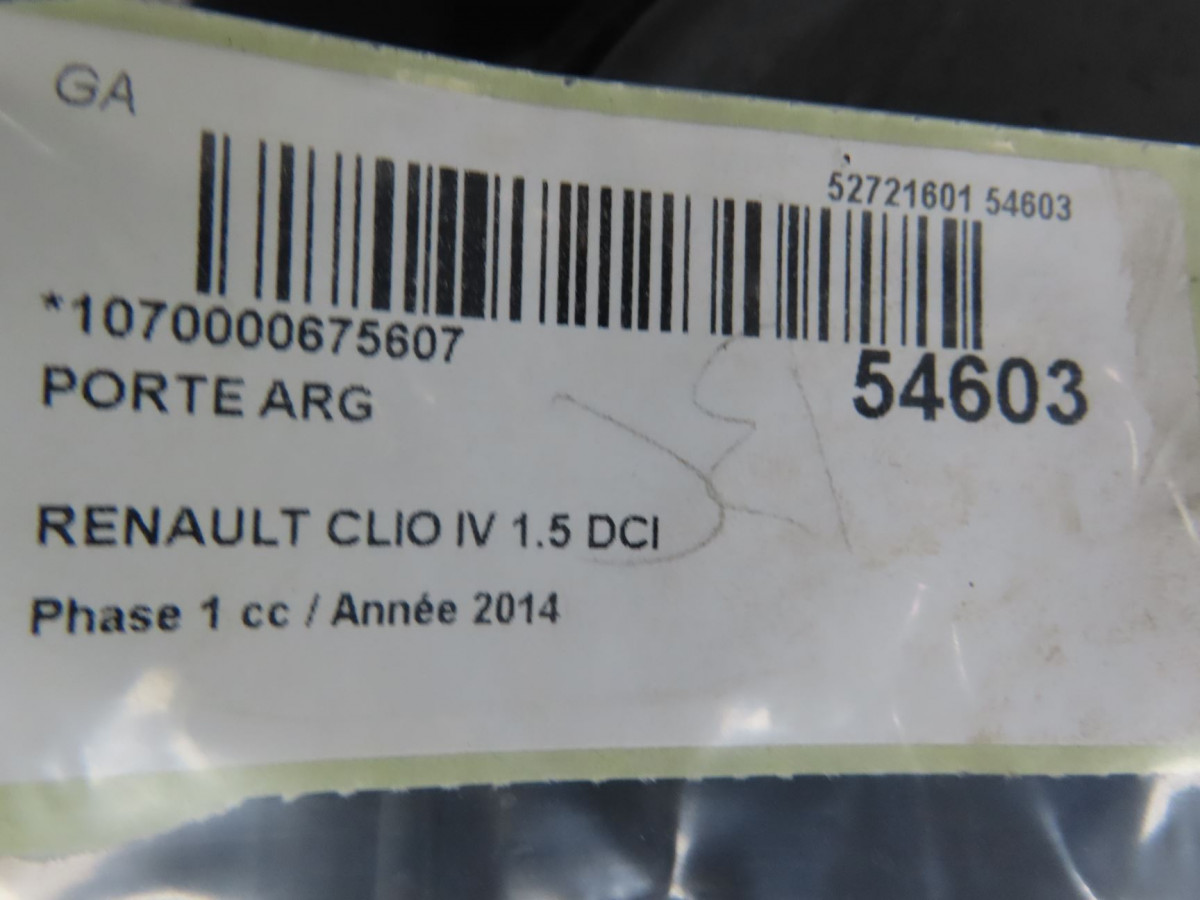 GA
52721601 54603
*1070000675607
54603
PORTE ARG
RENAULT CLIO IV 1.5 DCI
Phase 1 cc / Année 2014